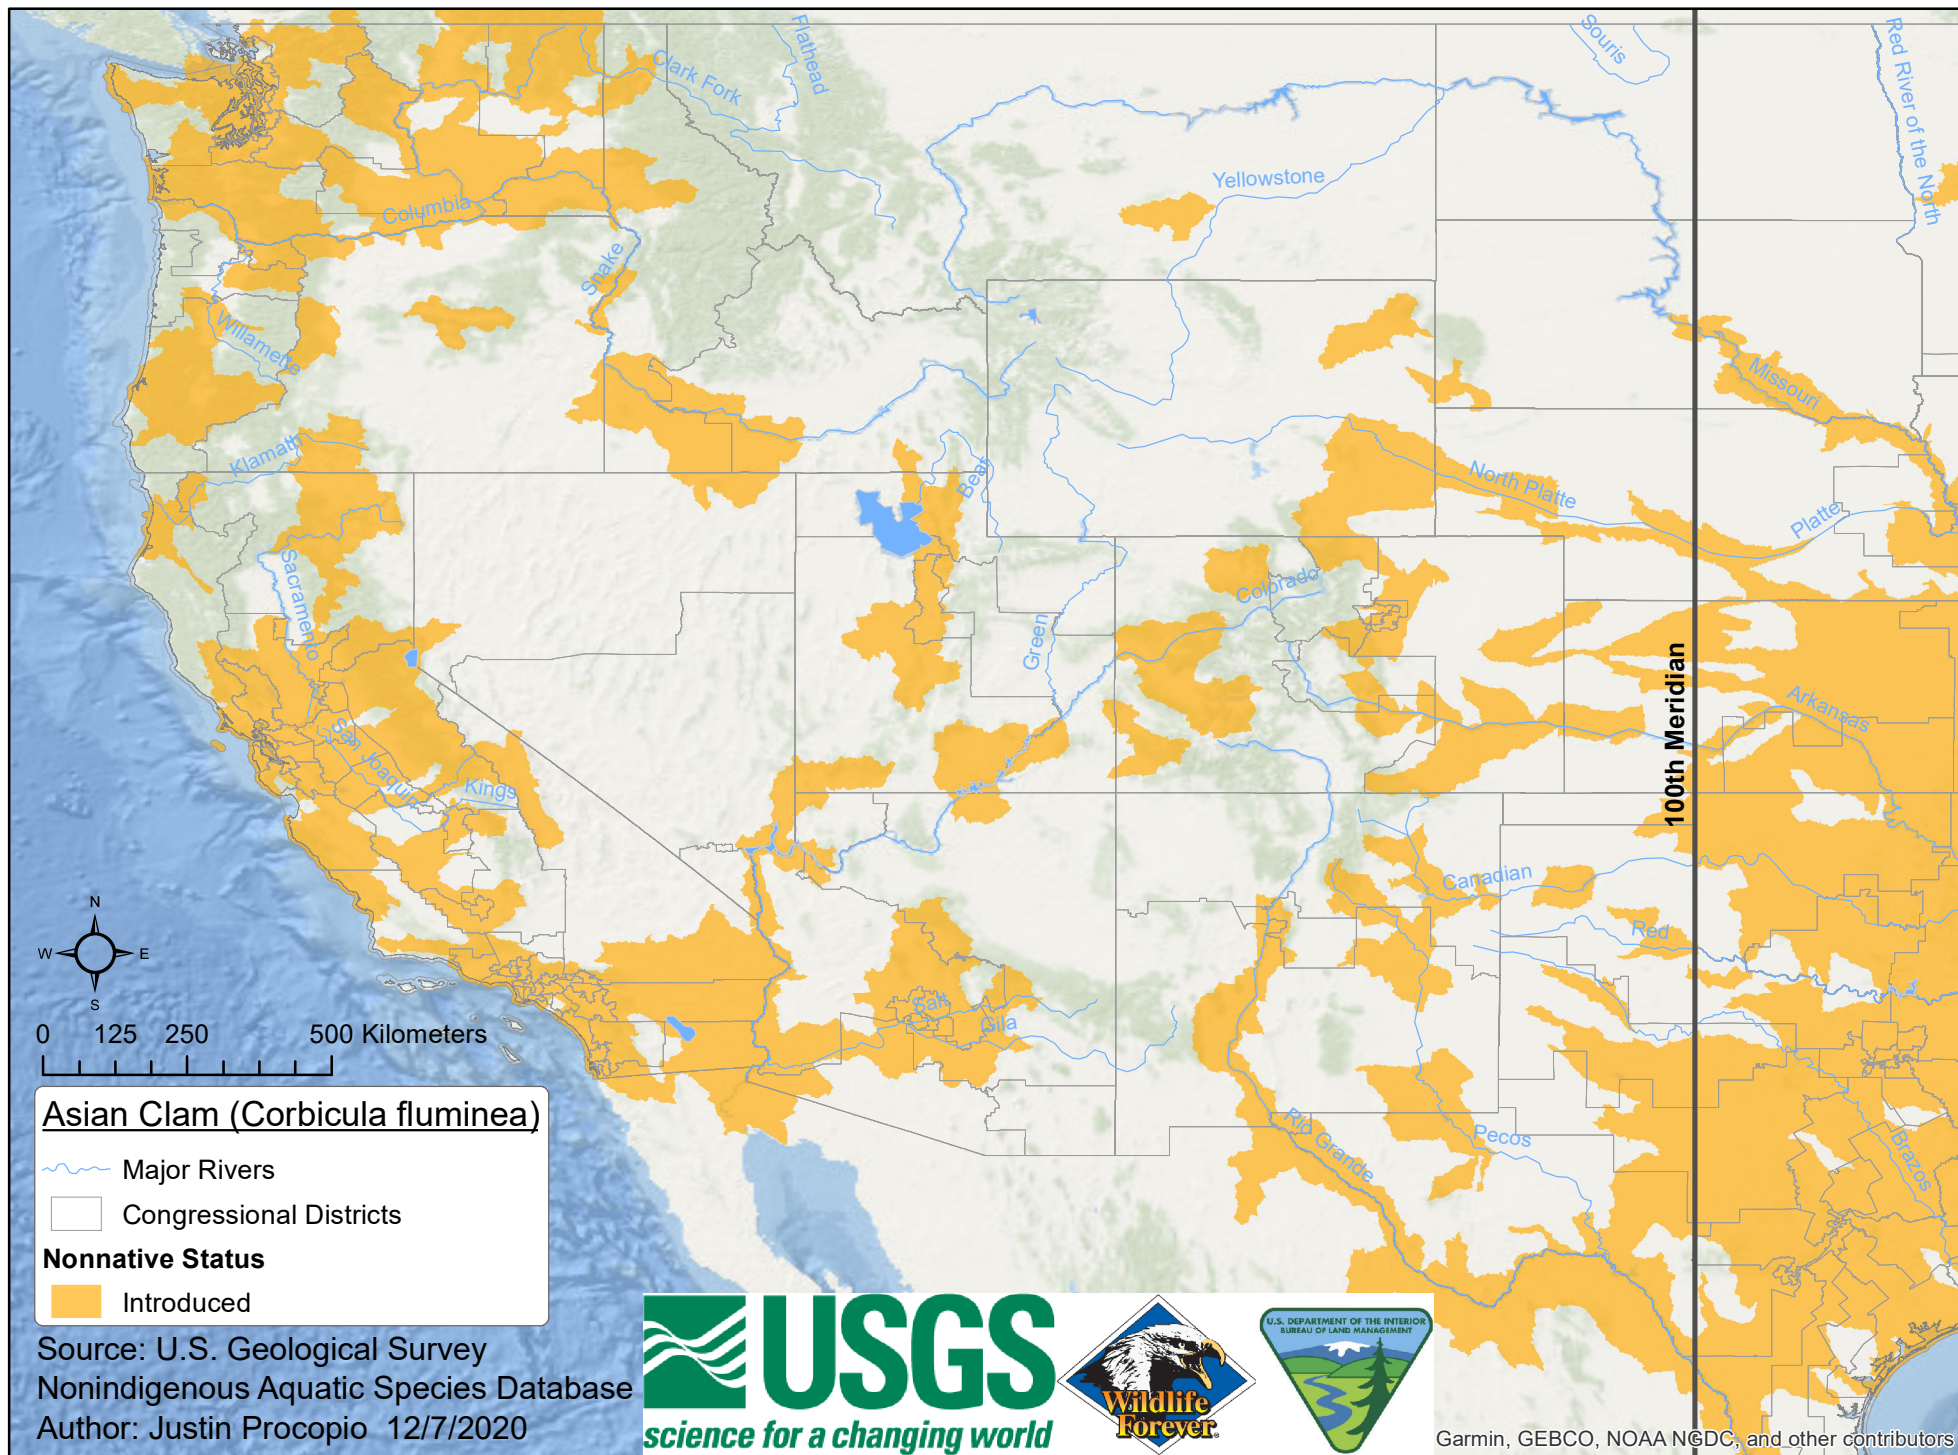 Flathead
Clark Fork
Souris
Red River of the North
Yellowstone
Columbia
Snake
Willamette
Missouri
Klamath
Bear
North Platte
Platte
Sacramento
Colorado
Green
100th Meridian
Arkansas
San Joaquin
Kings
Canadian
Red
Salt
Gila
Rio Grande
Pecos
Brazos
N
W
E
S
0 125 250 500 Kilometers
Asian Clam (Corbicula fluminea)
Major Rivers
Congressional Districts
Nonnative Status
Introduced
Source: U.S. Geological Survey
Nonindigenous Aquatic Species Database
Author: Justin Procopio 12/7/2020
USGS
science for a changing world
Wildlife
Forever
U.S. DEPARTMENT OF THE INTERIOR
BUREAU OF LAND MANAGEMENT
Garmin, GEBCO, NOAA NGDC, and other contributors